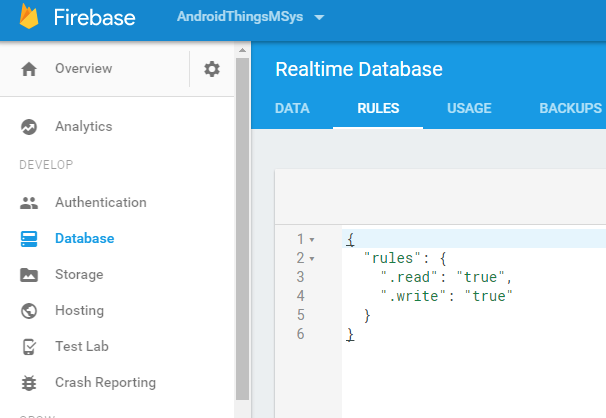 Firebase
AndroidThingsMSys
Overview
Analytics
DEVELOP
Authentication
Database
Storage
Hosting
Test Lab
Crash Reporting
Realtime Database
DATA RULES USAGE BACKUPS
1 {
2 "rules": {
3 ".read": "true",
4 ".write": "true"
5 }
6 }